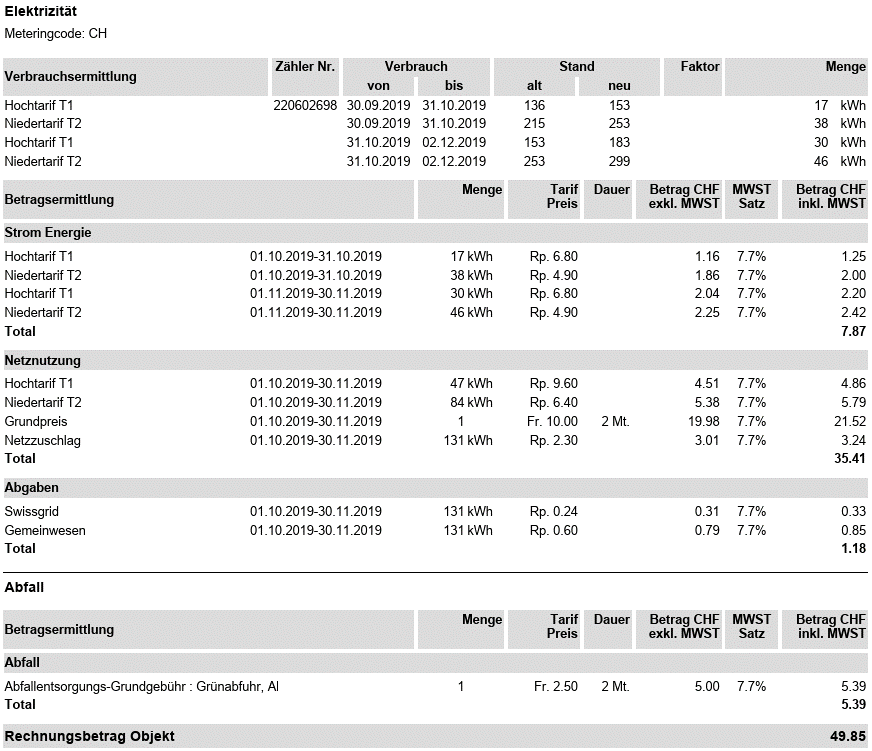 Elektrizität
Meteringcode: CH
Verbrauchsermittlung Zähler Nr. Verbrauch Stand Faktor Menge
von bis alt neu
Hochtarif T1 220602698 30.09.2019 31.10.2019 136 153 17 kWh
Niedertarif T2 30.09.2019 31.10.2019 215 253 38 kWh
Hochtarif T1 31.10.2019 02.12.2019 153 183 30 kWh
Niedertarif T2 31.10.2019 02.12.2019 253 299 46 kWh
Betragsermittlung Menge Tarif Dauer Betrag CHF MWST Betrag CHF
Preis exkl. MWST Satz inkl. MWST
Strom Energie
Hochtarif T1 01.10.2019-31.10.2019 17 kWh Rp. 6.80 1.16 7.7% 1.25
Niedertarif T2 01.10.2019-31.10.2019 38 kWh Rp. 4.90 1.86 7.7% 2.00
Hochtarif T1 01.11.2019-30.11.2019 30 kWh Rp. 6.80 2.04 7.7% 2.20
Niedertarif T2 01.11.2019-30.11.2019 46 kWh Rp. 4.90 2.25 7.7% 2.42
Total 7.87
Netznutzung
Hochtarif T1 01.10.2019-30.11.2019 47 kWh Rp. 9.60 4.51 7.7% 4.86
Niedertarif T2 01.10.2019-30.11.2019 84 kWh Rp. 6.40 5.38 7.7% 5.79
Grundpreis 01.10.2019-30.11.2019 1 Fr. 10.00 2 Mt. 19.98 7.7% 21.52
Netzzuschlag 01.10.2019-30.11.2019 131 kWh Rp. 2.30 3.01 7.7% 3.24
Total 35.41
Abgaben
Swissgrid 01.10.2019-30.11.2019 131 kWh Rp. 0.24 0.31 7.7% 0.33
Gemeinwesen 01.10.2019-30.11.2019 131 kWh Rp. 0.60 0.79 7.7% 0.85
Total 1.18
Abfall
Betragsermittlung Menge Tarif Dauer Betrag CHF MWST Betrag CHF
Preis exkl. MWST Satz inkl. MWST
Abfall
Abfallentsorgungs-Grundgebühr : Grünabfuhr, Al 1 Fr. 2.50 2 Mt. 5.00 7.7% 5.39
Total 5.39
Rechnungsbetrag Objekt 49.85